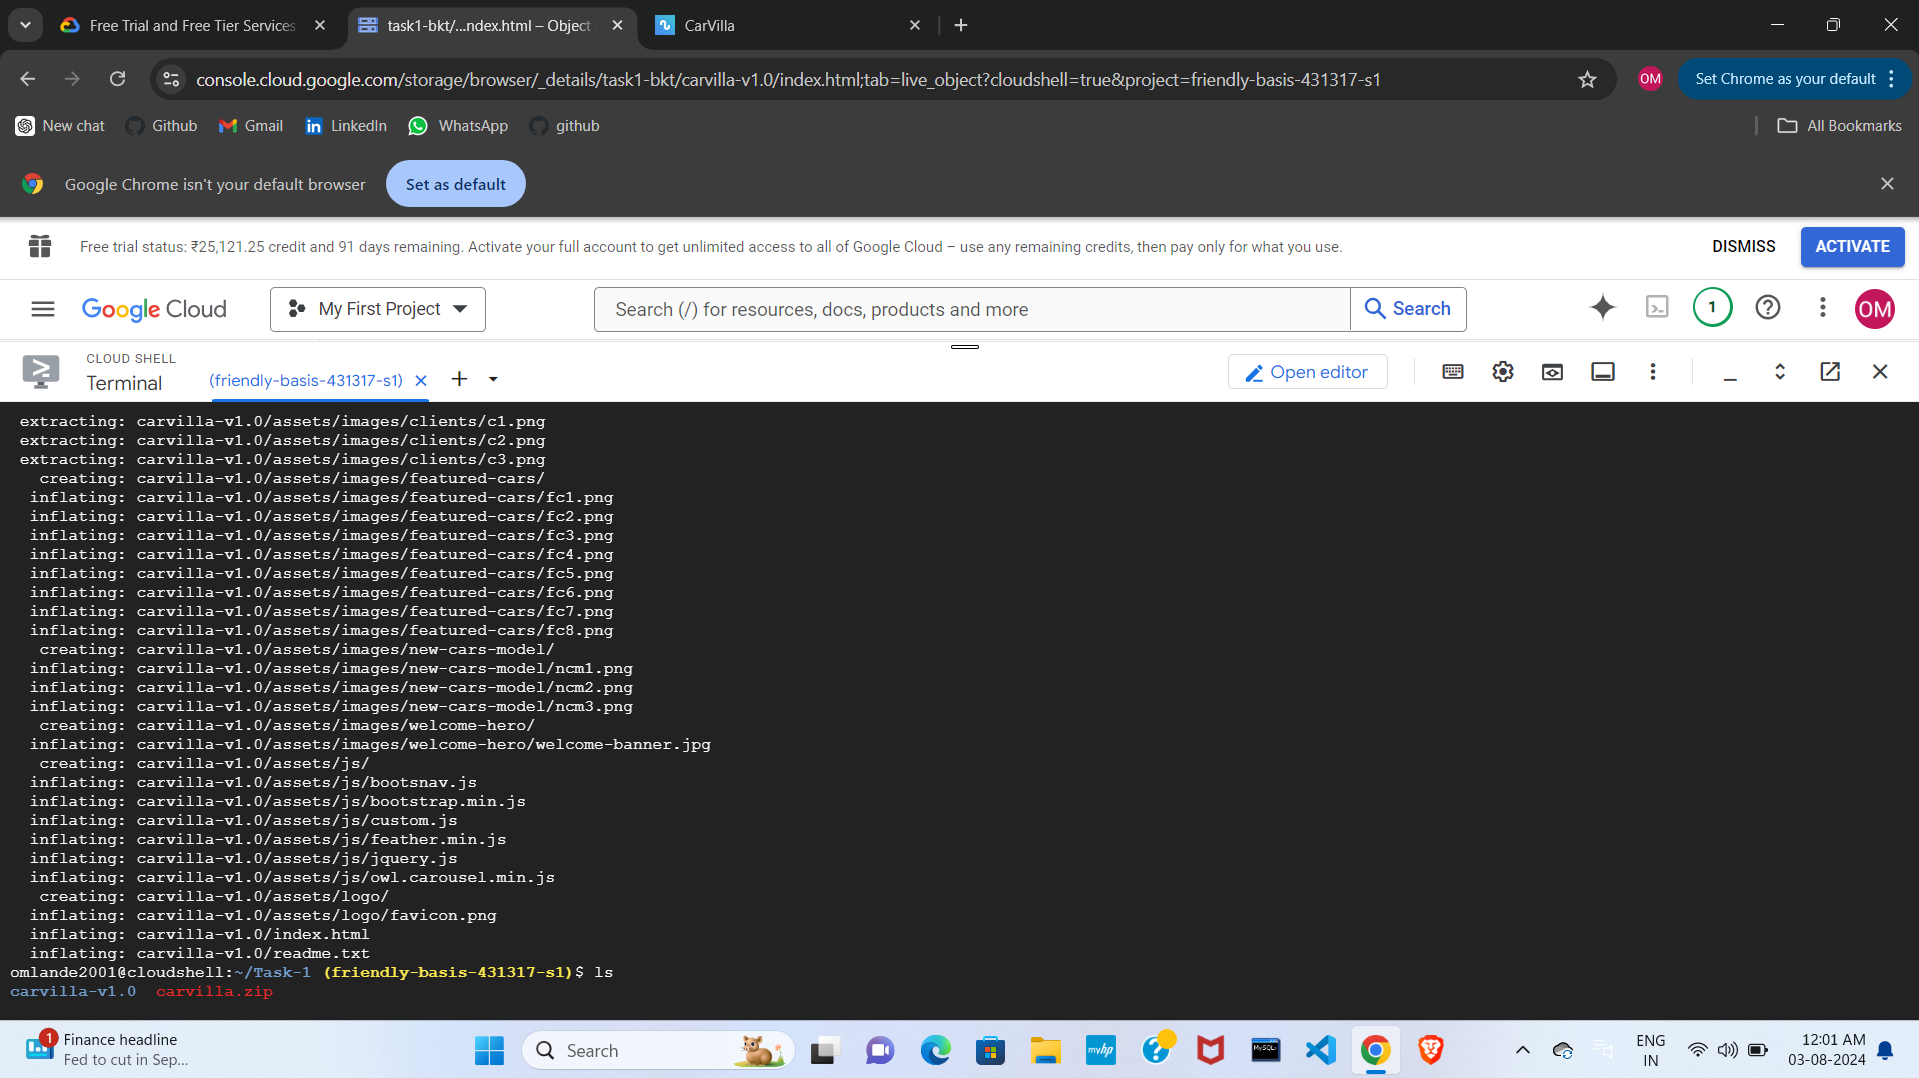 Free Trial and Free Tier Services
task1-bkt/...ndex.html – Object
CarVilla
console.cloud.google.com/storage/browser/_details/task1-bkt/carvilla-v1.0/index.html;tab=live_object?cloudshell=true&project=friendly-basis-431317-s1
OM
Set Chrome as your default
New chat
Github
Gmail
LinkedIn
WhatsApp
github
All Bookmarks
Google Chrome isn't your default browser
Set as default
Free trial status: ₹25,121.25 credit and 91 days remaining. Activate your full account to get unlimited access to all of Google Cloud – use any remaining credits, then pay only for what you use.
DISMISS
ACTIVATE
Google Cloud
My First Project
Search (/) for resources, docs, products and more
Search
1
OM
CLOUD SHELL
Terminal
(friendly-basis-431317-s1)
Open editor
extracting: carvilla-v1.0/assets/images/clients/c1.png
extracting: carvilla-v1.0/assets/images/clients/c2.png
extracting: carvilla-v1.0/assets/images/clients/c3.png
creating: carvilla-v1.0/assets/images/featured-cars/
inflating: carvilla-v1.0/assets/images/featured-cars/fc1.png
inflating: carvilla-v1.0/assets/images/featured-cars/fc2.png
inflating: carvilla-v1.0/assets/images/featured-cars/fc3.png
inflating: carvilla-v1.0/assets/images/featured-cars/fc4.png
inflating: carvilla-v1.0/assets/images/featured-cars/fc5.png
inflating: carvilla-v1.0/assets/images/featured-cars/fc6.png
inflating: carvilla-v1.0/assets/images/featured-cars/fc7.png
inflating: carvilla-v1.0/assets/images/featured-cars/fc8.png
creating: carvilla-v1.0/assets/images/new-cars-model/
inflating: carvilla-v1.0/assets/images/new-cars-model/ncm1.png
inflating: carvilla-v1.0/assets/images/new-cars-model/ncm2.png
inflating: carvilla-v1.0/assets/images/new-cars-model/ncm3.png
creating: carvilla-v1.0/assets/images/welcome-hero/
inflating: carvilla-v1.0/assets/images/welcome-hero/welcome-banner.jpg
creating: carvilla-v1.0/assets/js/
inflating: carvilla-v1.0/assets/js/bootsnav.js
inflating: carvilla-v1.0/assets/js/bootstrap.min.js
inflating: carvilla-v1.0/assets/js/custom.js
inflating: carvilla-v1.0/assets/js/feather.min.js
inflating: carvilla-v1.0/assets/js/jquery.js
inflating: carvilla-v1.0/assets/js/owl.carousel.min.js
creating: carvilla-v1.0/assets/logo/
inflating: carvilla-v1.0/assets/logo/favicon.png
inflating: carvilla-v1.0/index.html
inflating: carvilla-v1.0/readme.txt
omlande2001@cloudshell:~/Task-1 (friendly-basis-431317-s1)$ ls
carvilla-v1.0 carvilla.zip
1
Finance headline
Fed to cut in Sep...
Search
myhp
MySQL
ENG
IN
12:01 AM
03-08-2024